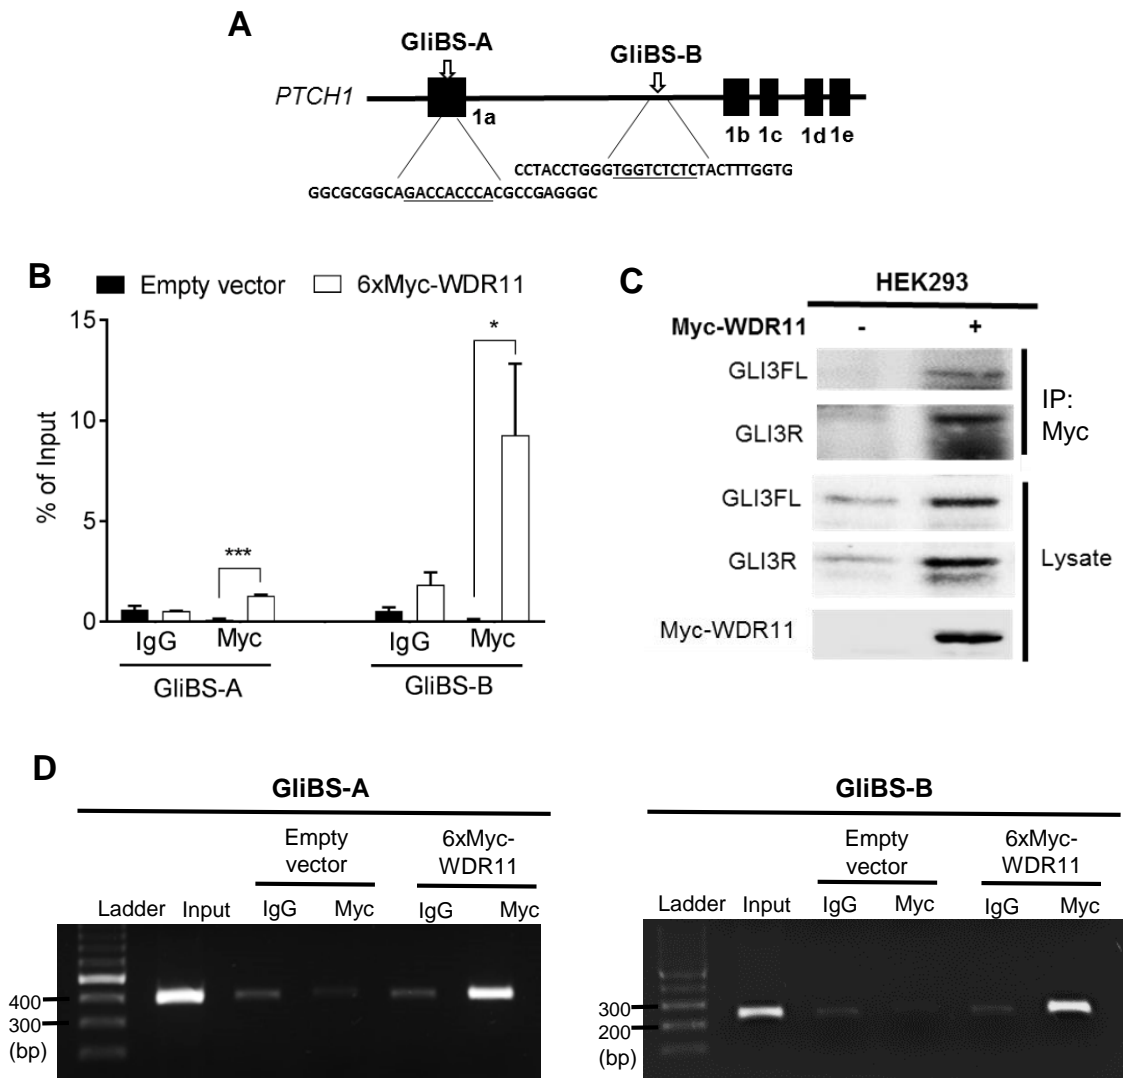 A
GliBS-A
GliBS-B
PTCH1
1a
1b 1c 1d 1e
CCTACCTGGGTGGTCTCTCTACTTTGGTG
GGCGCGGCAGACCACCCACGCCGAGGGC
B
Empty vector 6xMyc-WDR11
% of Input
15
10
5
0
***
*
IgG Myc IgG Myc
GliBS-A GliBS-B
C
HEK293
Myc-WDR11 - +
GLI3FL
GLI3R
IP:
Myc
GLI3FL
GLI3R
Lysate
Myc-WDR11
D
GliBS-A
Empty
vector
6xMyc-
WDR11
Ladder Input IgG Myc IgG Myc
400
300
(bp)
GliBS-B
Empty
vector
6xMyc-
WDR11
Ladder Input IgG Myc IgG Myc
300
200
(bp)